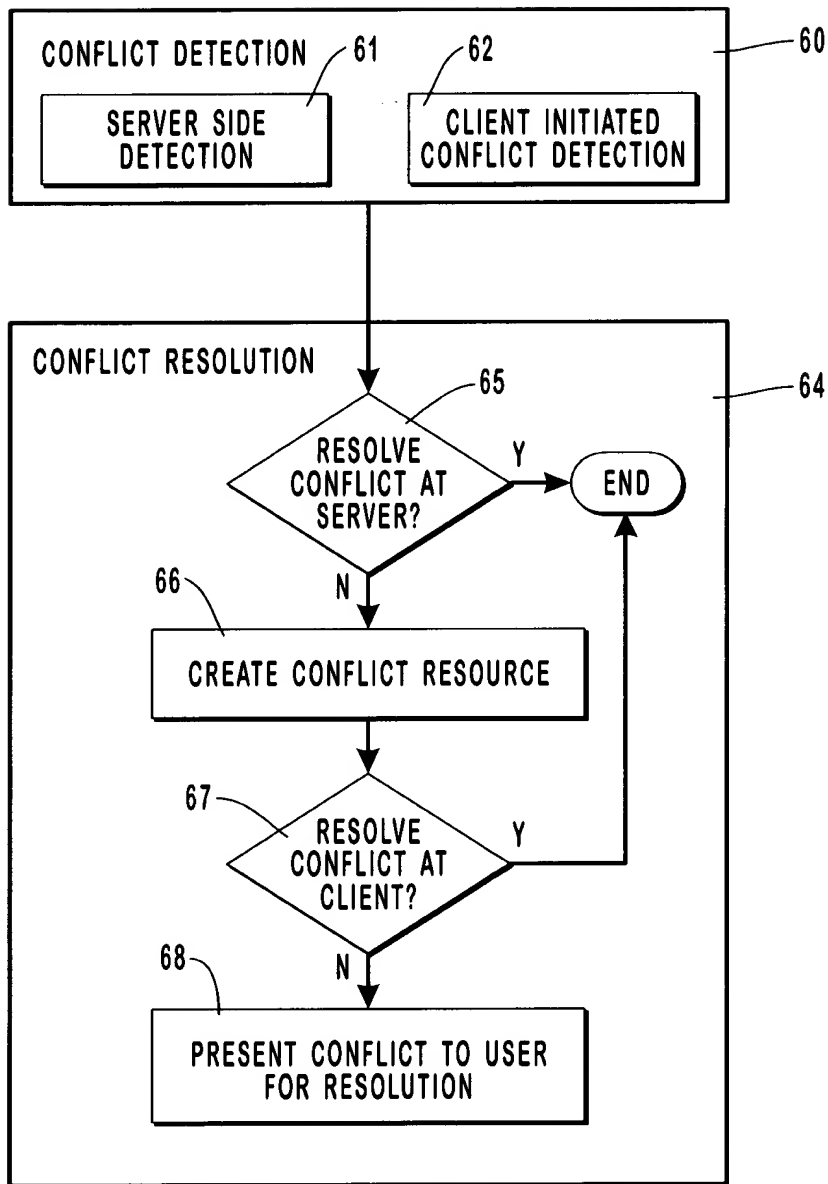 CONFLICT DETECTION
61
62
60
SERVER SIDE
DETECTION
CLIENT INITIATED
CONFLICT DETECTION
CONFLICT RESOLUTION
64
65
RESOLVE
CONFLICT AT
SERVER?
Y
END
N
66
CREATE CONFLICT RESOURCE
67
RESOLVE
CONFLICT AT
CLIENT?
Y
N
68
PRESENT CONFLICT TO USER
FOR RESOLUTION